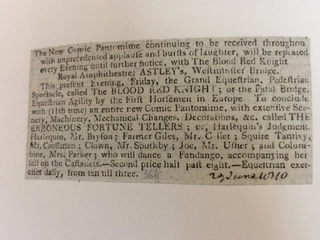 The New Comic Pantomime continuing to be received throughout
with unprecedented applause and bursts of laughter, will be repeated
every Evening until further notice, with The Blood Red Knight
Royal Amphitheatre, ASTLEY's, Westmoster Bridge.
This present Evening, Friday, the Grand Equestrian, Pedestrian,
Spectacle, called The BLOOD RED KNIGHT; or the Fatal Bridge.
Equestrian Agility by the First Horsemen in Europe. To conclude
with (11th time) an entire new Comic Pantomime, with extensive Sce-
nery, Machinery, Mechanical Changes, Decorations, &c. called THE
ERRONEOUS FORTUNE TELLERS; or, Harlequin's Judgment.
Harlequin, Mr. Bryson; Farmer Giles, Mr. Cilet; Squire Tantivy,
Mr. Crossman; Clown, Mr. Southby; Joe, Mr. Usher; and Colum-
bine, Mrs. Parker; who will dance a Fandango, accompanying her-
self on the Castanets.—Second price half past eight.—Equestrian exer-
cises daily, from ten till three.
29 June 1810